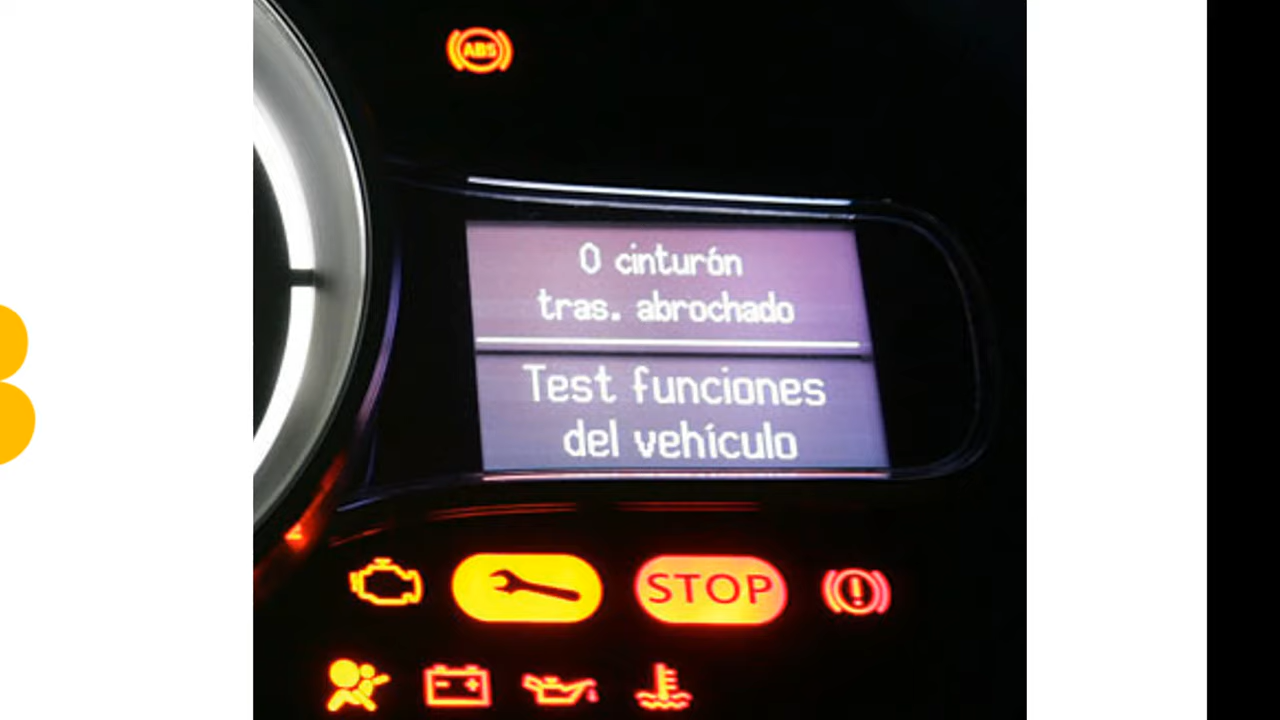 ABS
0 cinturón
tras. abrochado
Test funciones
del vehículo
STOP